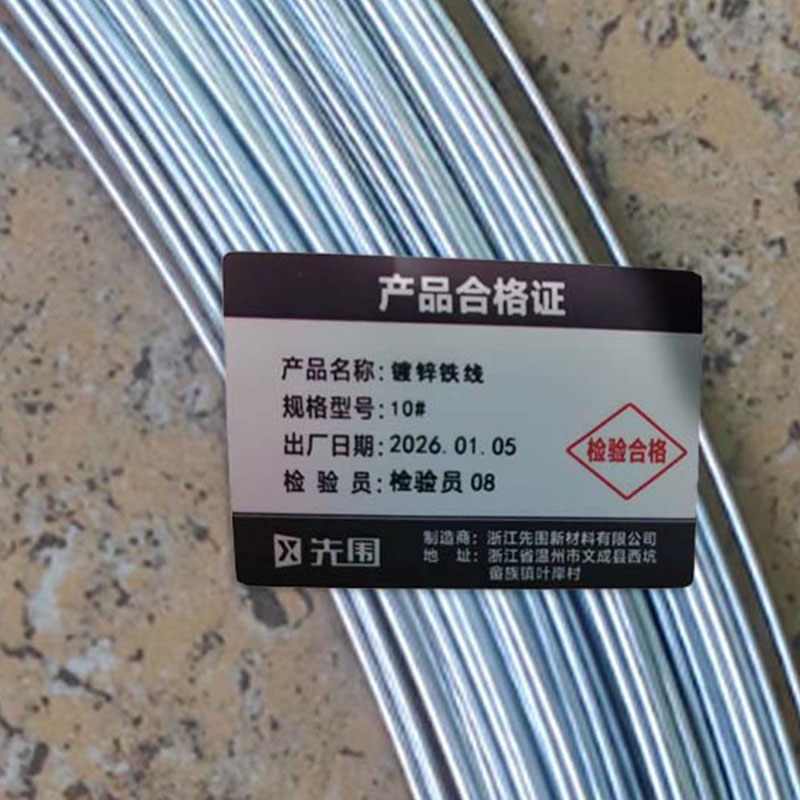 产品合格证
产品名称：镀锌铁线
规格型号：10#
出厂日期：2026.01.05
检验员：检验员08
检验合格
先围
制造商：浙江先围新材料有限公司
地址：浙江省温州市文成县西坑
畲族镇叶岸村